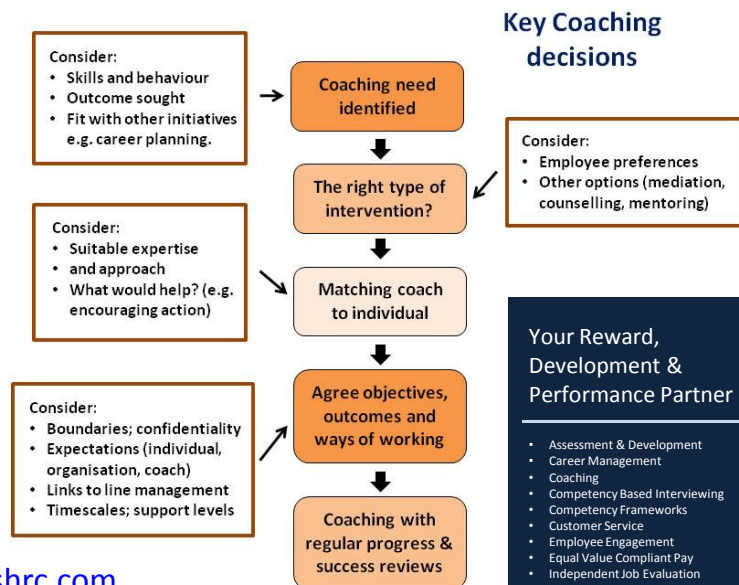 Key Coaching
decisions
Consider:
• Skills and behaviour
• Outcome sought
• Fit with other initiatives
e.g. career planning.
Coaching need
identified
Consider:
• Employee preferences
• Other options (mediation,
counselling, mentoring)
The right type of
intervention?
Consider:
• Suitable expertise
• and approach
• What would help? (e.g.
encouraging action)
Matching coach
to individual
Consider:
• Boundaries; confidentiality
• Expectations (individual,
organisation, coach)
• Links to line management
• Timescales; support levels
Agree objectives,
outcomes and
ways of working
Coaching with
regular progress &
success reviews
Your Reward,
Development &
Performance Partner
• Assessment & Development
• Career Management
• Coaching
• Competency Based Interviewing
• Competency Frameworks
• Customer Service
• Employee Engagement
• Equal Value Compliant Pay
• Independent Job Evaluation
hrc.com